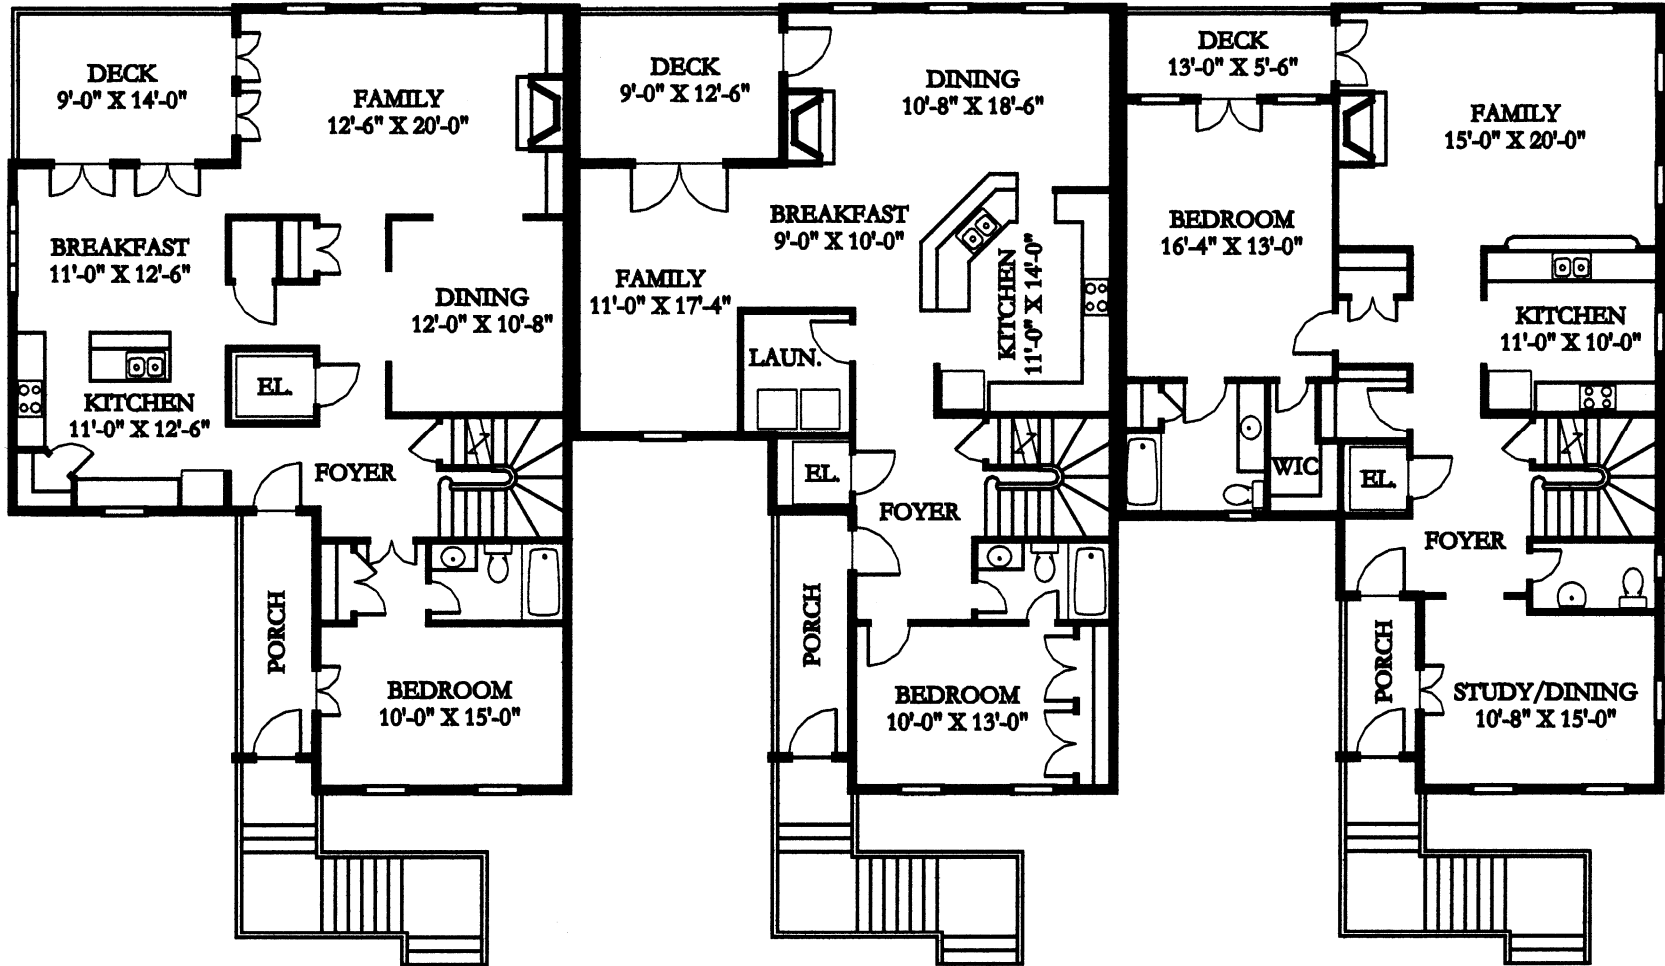 DECK
9'-0" X 14'-0"
FAMILY
12'-6" X 20'-0"
BREAKFAST
11'-0" X 12'-6"
DINING
12'-0" X 10'-8"
EL.
KITCHEN
11'-0" X 12'-6"
FOYER
PORCH
BEDROOM
10'-0" X 15'-0"
DECK
9'-0" X 12'-6"
DINING
10'-8" X 18'-6"
BREAKFAST
9'-0" X 10'-0"
FAMILY
11'-0" X 17'-4"
KITCHEN
11'-0" X 14'-0"
LAUN.
EL.
FOYER
PORCH
BEDROOM
10'-0" X 13'-0"
DECK
13'-0" X 5'-6"
FAMILY
15'-0" X 20'-0"
BEDROOM
16'-4" X 13'-0"
KITCHEN
11'-0" X 10'-0"
WIC
EL.
FOYER
PORCH
STUDY/DINING
10'-8" X 15'-0"